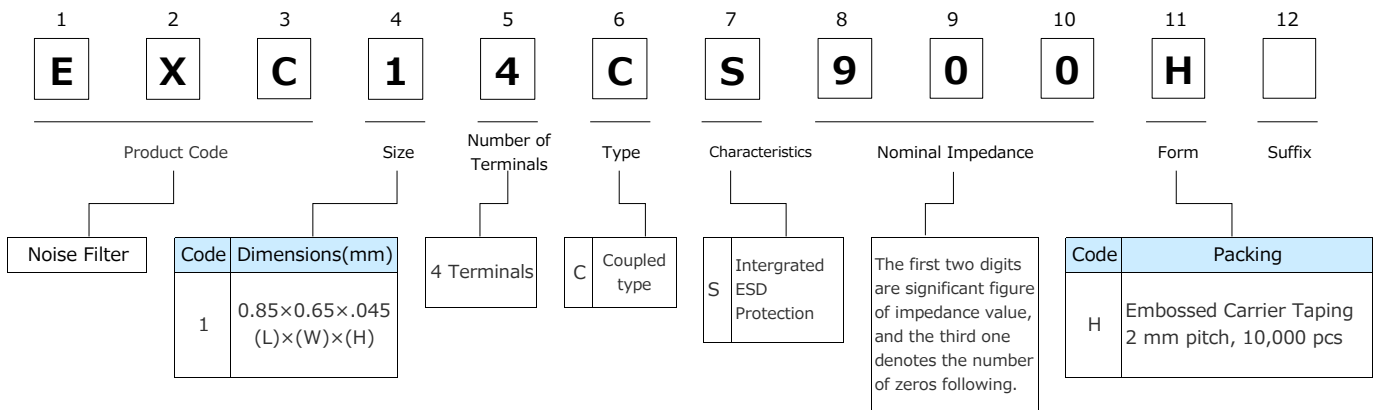 1 2 3 4 5 6 7 8 9 10 11 12
E X C 1 4 C S 9 0 0 H
Product Code
Size
Number of
Terminals
Type
Characteristics
Nominal Impedance
Form
Suffix
Noise Filter
Code Dimensions(mm)
1
0.85×0.65×.045
(L)×(W)×(H)
4 Terminals
C
Coupled
type
S
Intergrated
ESD
Protection
The first two digits
are significant figure
of impedance value,
and the third one
denotes the number
of zeros following.
Code Packing
H
Embossed Carrier Taping
2 mm pitch, 10,000 pcs